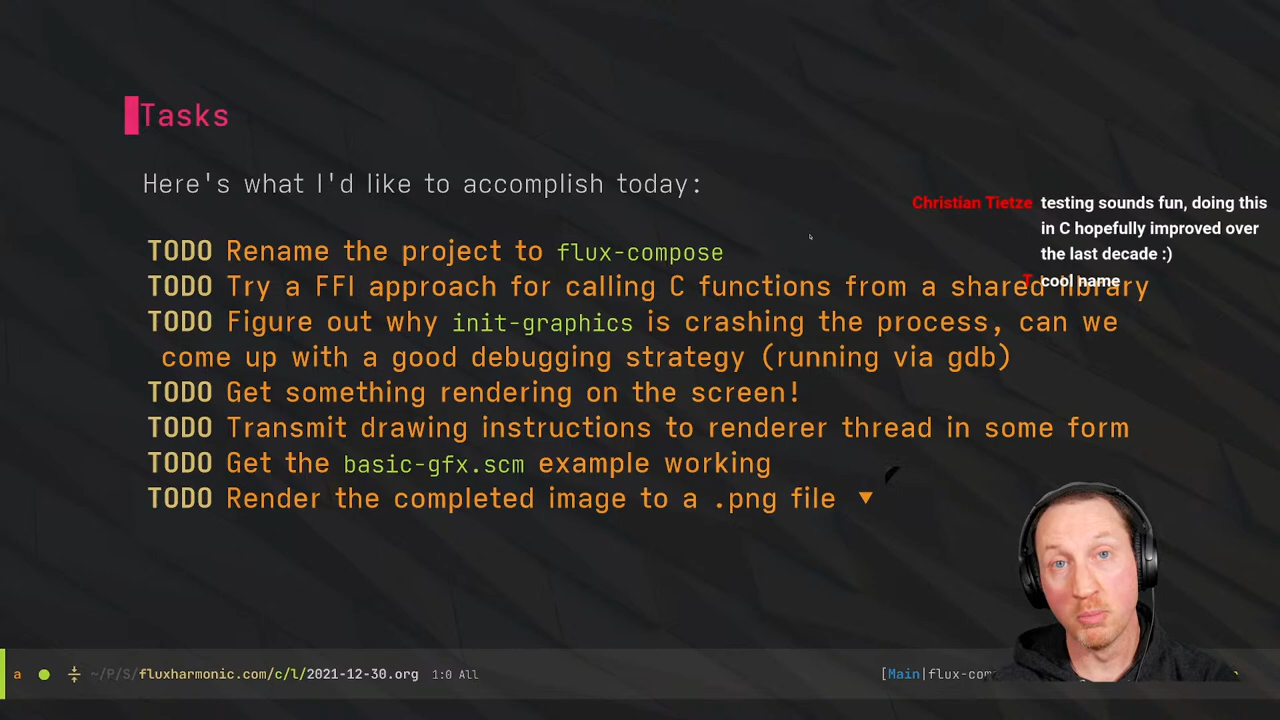 Tasks
Here's what I'd like to accomplish today:
Christian Tietze testing sounds fun, doing this
in C hopefully improved over
the last decade :)
T cool name
TODO Rename the project to flux-compose
TODO Try a FFI approach for calling C functions from a shared library
TODO Figure out why init-graphics is crashing the process, can we
come up with a good debugging strategy (running via gdb)
TODO Get something rendering on the screen!
TODO Transmit drawing instructions to renderer thread in some form
TODO Get the basic-gfx.scm example working
TODO Render the completed image to a .png file ▼
a ~/P/S/fluxharmonic.com/c/l/2021-12-30.org 1:0 All [Main|flux-com